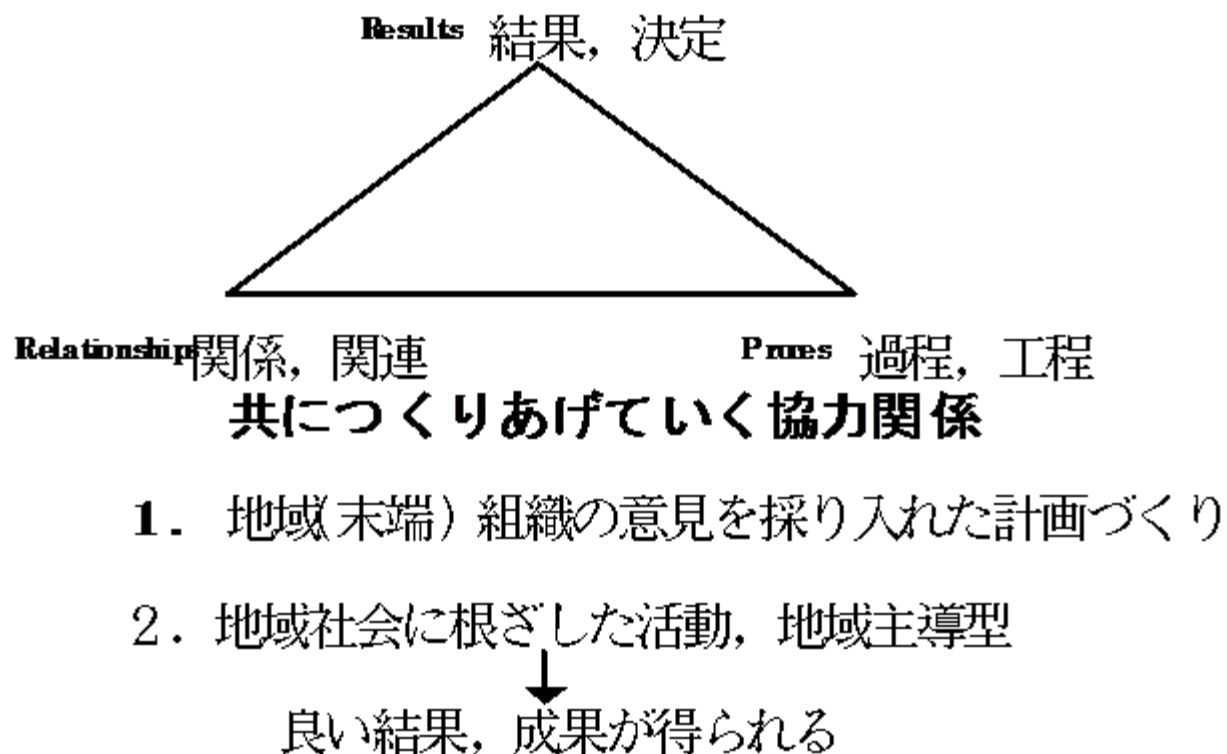 Results 結果，決定
Relationship 関係，関連
過程，工程
共につくりあげていく協力関係
1．地域(末端）組織の意見を採り入れた計画づくり
2．地域社会に根ざした活動，地域主導型
良い結果，成果が得られる